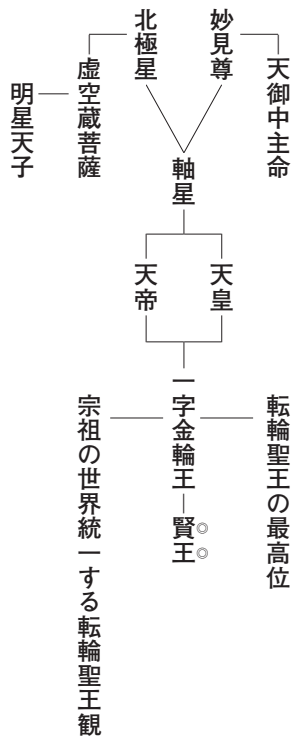 天御中主命
妙見尊
北極星
虚空蔵菩薩
明星天子
軸星
天皇
天帝
転輪聖王の最高位
一字金輪王
賢王
◎◎
宗祖の世界統一する転輪聖王観